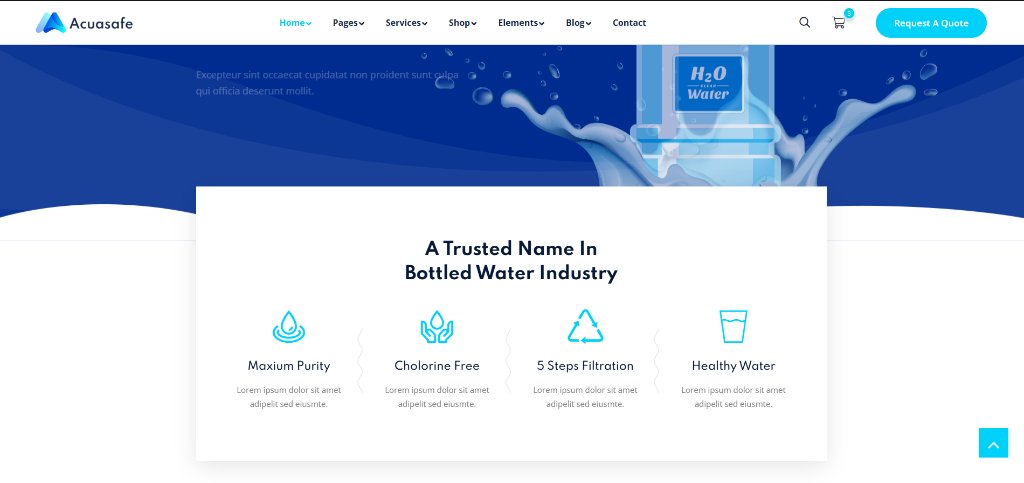 Acuasafe
Home Pages Services Shop Elements Blog Contact
3
Request A Quote
Excepteur sint occaecat cupidatat non proident sunt culpa
qui officia deserunt mollit.
H2O
CLEAN
Water
A Trusted Name In
Bottled Water Industry
Maxium Purity
Lorem ipsum dolor sit amet
adipelit sed eiusmte.
Cholorine Free
Lorem ipsum dolor sit amet
adipelit sed eiusmte.
5 Steps Filtration
Lorem ipsum dolor sit amet
adipelit sed eiusmte.
Healthy Water
Lorem ipsum dolor sit amet
adipelit sed eiusmte.